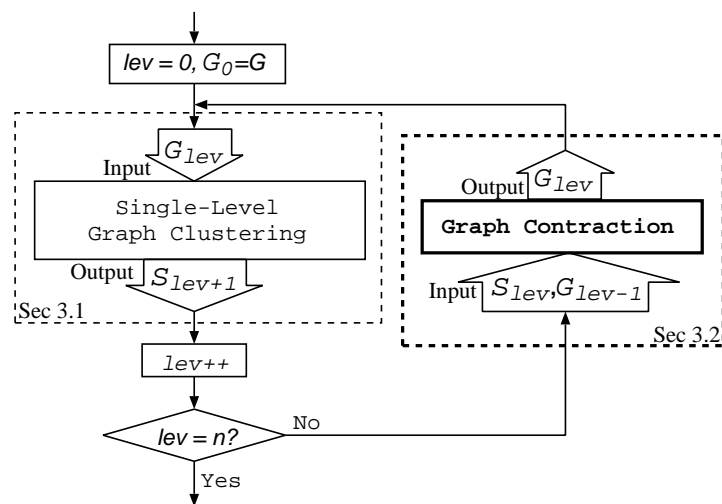 lev = 0, G0=G
Input
Glev
Single-Level
Graph Clustering
Output
Slev+1
Sec 3.1
lev++
lev = n?
No
Yes
Output
Glev
Graph Contraction
Input
Slev,Glev-1
Sec 3.2